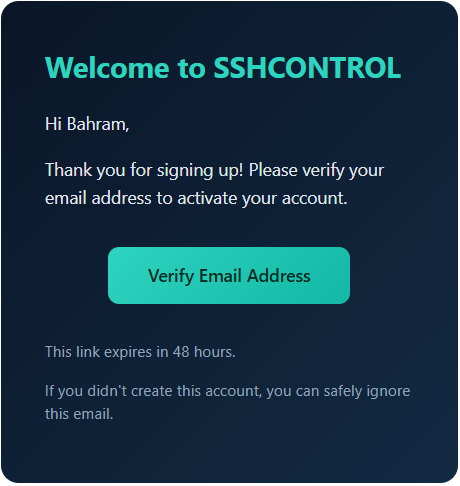 Welcome to SSHCONTROL
Hi Bahram,
Thank you for signing up! Please verify your
email address to activate your account.
Verify Email Address
This link expires in 48 hours.
If you didn't create this account, you can safely ignore
this email.